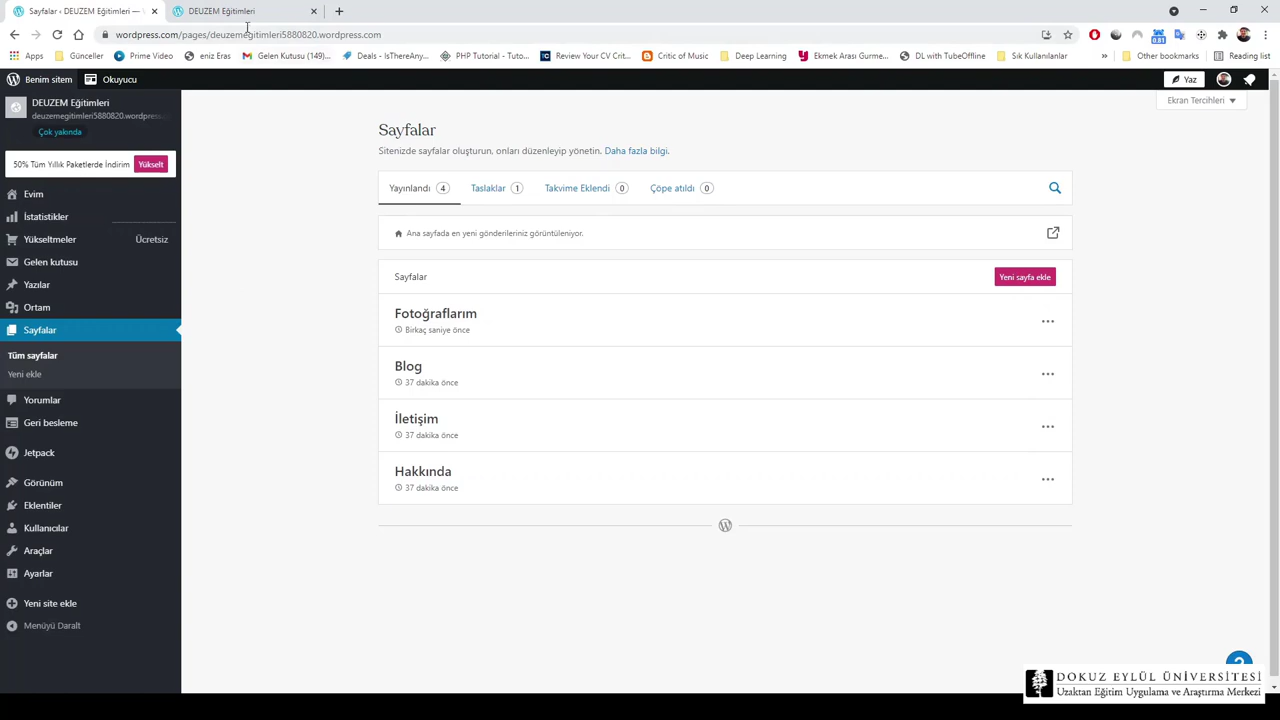 Sayfalar ‹ DEUZEM Eğitimleri —
DEUZEM Eğitimleri
wordpress.com/pages/deuzemegitimleri5880820.wordpress.com
Apps
Günceller
Prime Video
eniz Eras
Gelen Kutusu (149)...
Deals - IsThereAny...
PHP Tutorial - Tuto...
Review Your CV Crit...
Critic of Music
Ekmek Arası Gurme...
DL with TubeOffline
Sık Kullanılanlar
»
Other bookmarks
Reading list
Benim sitem
Okuyucu
Yaz
DEUZEM Eğitimleri
deuzemegitimleri5880820.wordpress.
Çok yakında
Ekran Tercihleri
50% Tüm Yıllık Paketlerde İndirim
Yükselt
Evim
İstatistikler
Yükseltmeler
Ücretsiz
Gelen kutusu
Yazılar
Ortam
Sayfalar
Tüm sayfalar
Yeni ekle
Yorumlar
Geri besleme
Jetpack
Görünüm
Eklentiler
Kullanıcılar
Araçlar
Ayarlar
Yeni site ekle
Menüyü Daralt
Sayfalar
Sitenizde sayfalar oluşturun, onları düzenleyip yönetin. Daha fazla bilgi.
Yayınlandı 4
Taslaklar 1
Takvime Eklendi 0
Çöpe atıldı 0
Ana sayfada en yeni gönderileriniz görüntüleniyor.
Sayfalar
Yeni sayfa ekle
Fotoğraflarım
Birkaç saniye önce
Blog
37 dakika önce
İletişim
37 dakika önce
Hakkında
37 dakika önce
?
DOKUZ EYLÜL ÜNİVERSİTESİ
Uzaktan Eğitim Uygulama ve Araştırma Merkezi